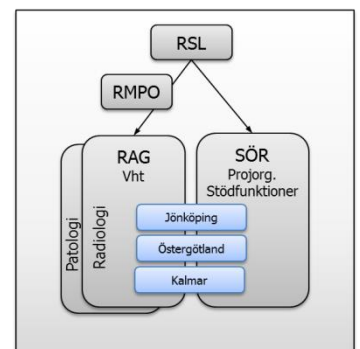 RSL
RMPO
RAG
Vht
SÖR
Projorg.
Stödfunktioner
Patologi
Radiologi
Jönköping
Östergötland
Kalmar